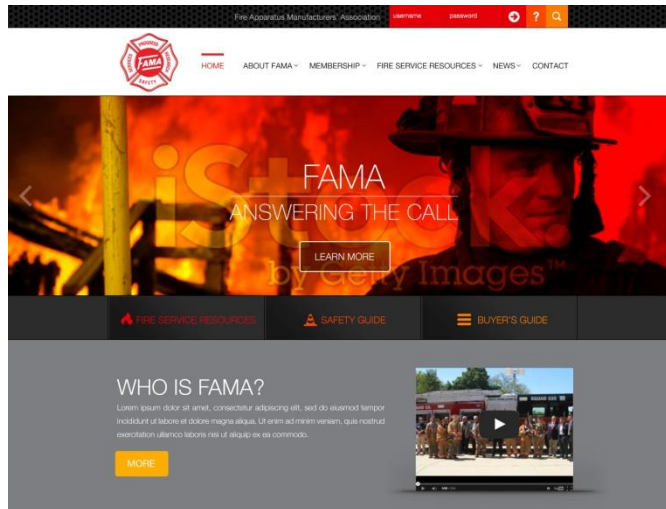 Fire Apparatus Manufacturers' Association
username
password
?
PROGRESS
FAMA
SAFETY
HOME
ABOUT FAMA
MEMBERSHIP
FIRE SERVICE RESOURCES
NEWS
CONTACT
iStock.
by Getty Images™
FAMA
ANSWERING THE CALL
LEARN MORE
FIRE SERVICE RESOURCES
SAFETY GUIDE
BUYER'S GUIDE
WHO IS FAMA?
Lorem ipsum dolor sit amet, consectetur adipiscing elit, sed do eiusmod tempor
incididunt ut labore et dolore magna aliqua. Ut enim ad minim veniam, quis nostrud
exercitation ullamco laboris nisi ut aliquip ex ea commodo.
MORE